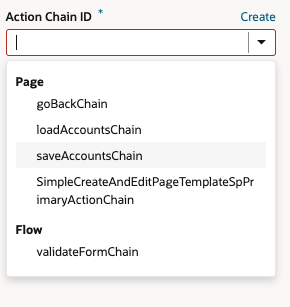 Action Chain ID * Create
Page
goBackChain
loadAccountsChain
saveAccountsChain
SimpleCreateAndEditPageTemplateSpPr
imaryActionChain
Flow
validateFormChain